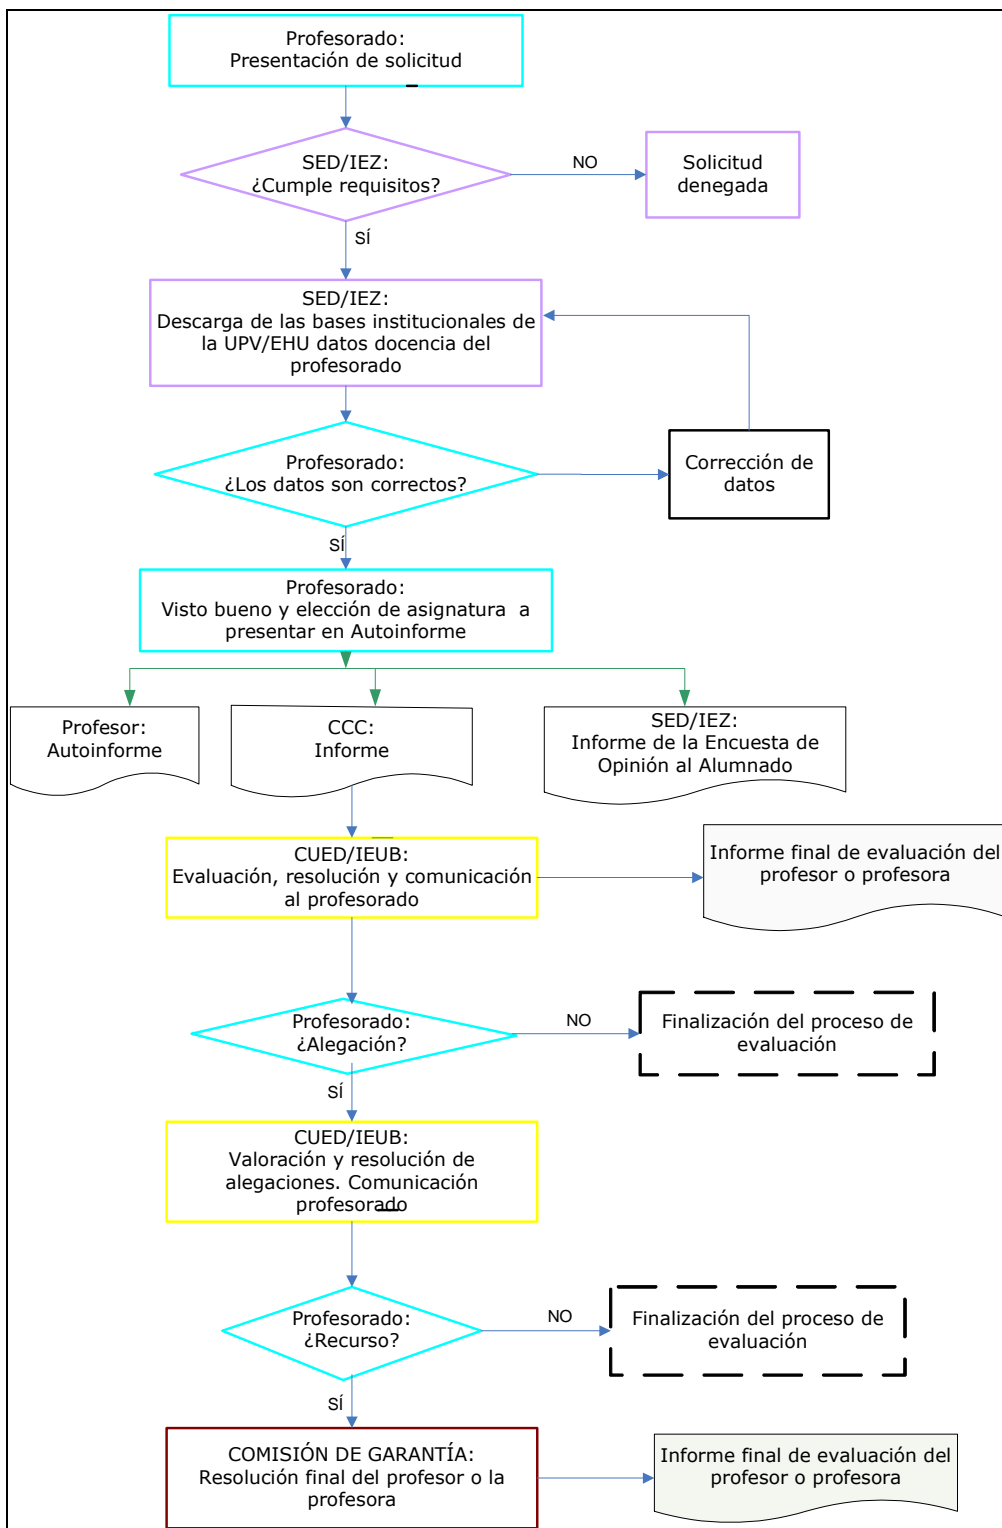 Profesorado:
Presentación de solicitud
SED/IEZ:
¿Cumple requisitos?
NO
Solicitud
denegada
SÍ
SED/IEZ:
Descarga de las bases institucionales de
la UPV/EHU datos docencia del
profesorado
Profesorado:
¿Los datos son correctos?
Corrección de
datos
SÍ
Profesorado:
Visto bueno y elección de asignatura a
presentar en Autoinforme
Profesor:
Autoinforme
CCC:
Informe
SED/IEZ:
Informe de la Encuesta de
Opinión al Alumnado
CUED/IEUB:
Evaluación, resolución y comunicación
al profesorado
Informe final de evaluación del
profesor o profesora
Profesorado:
¿Alegación?
NO
Finalización del proceso de
evaluación
SÍ
CUED/IEUB:
Valoración y resolución de
alegaciones. Comunicación
profesorado
Profesorado:
¿Recurso?
NO
Finalización del proceso de
evaluación
SÍ
COMISIÓN DE GARANTÍA:
Resolución final del profesor o la
profesora
Informe final de evaluación del
profesor o profesora